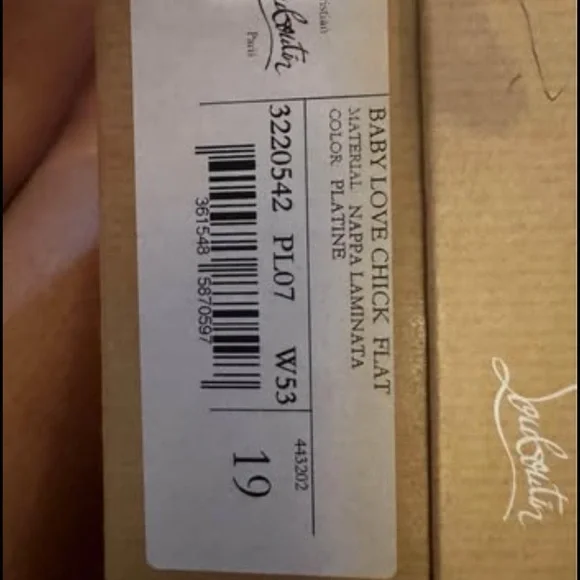 Louboutin
Paris
BABY LOVE CHICK FLAT
MATERIAL NAPPA LAMINATA
COLOR PLATINE
3220542 PL07 W53
361548 5870597
443202
19
Louboutin